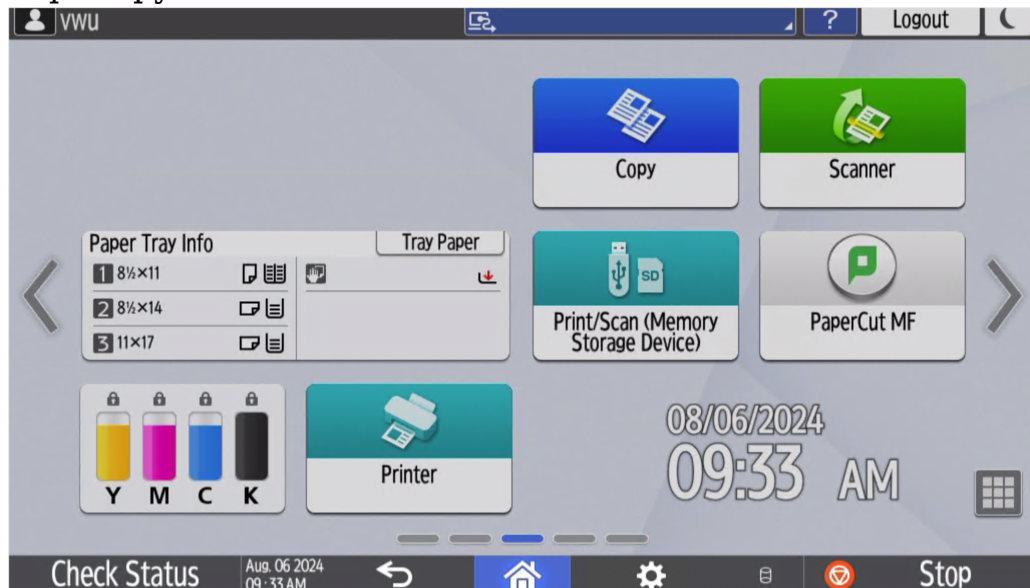 vwu
?
Logout
Copy
Scanner
Paper Tray Info
Tray Paper
1 8½×11
2 8½×14
3 11×17
SD
Print/Scan (Memory
Storage Device)
PaperCut MF
Y M C K
Printer
08/06/2024
09:33 AM
Check Status
Aug. 06 2024
09:33 AM
Stop